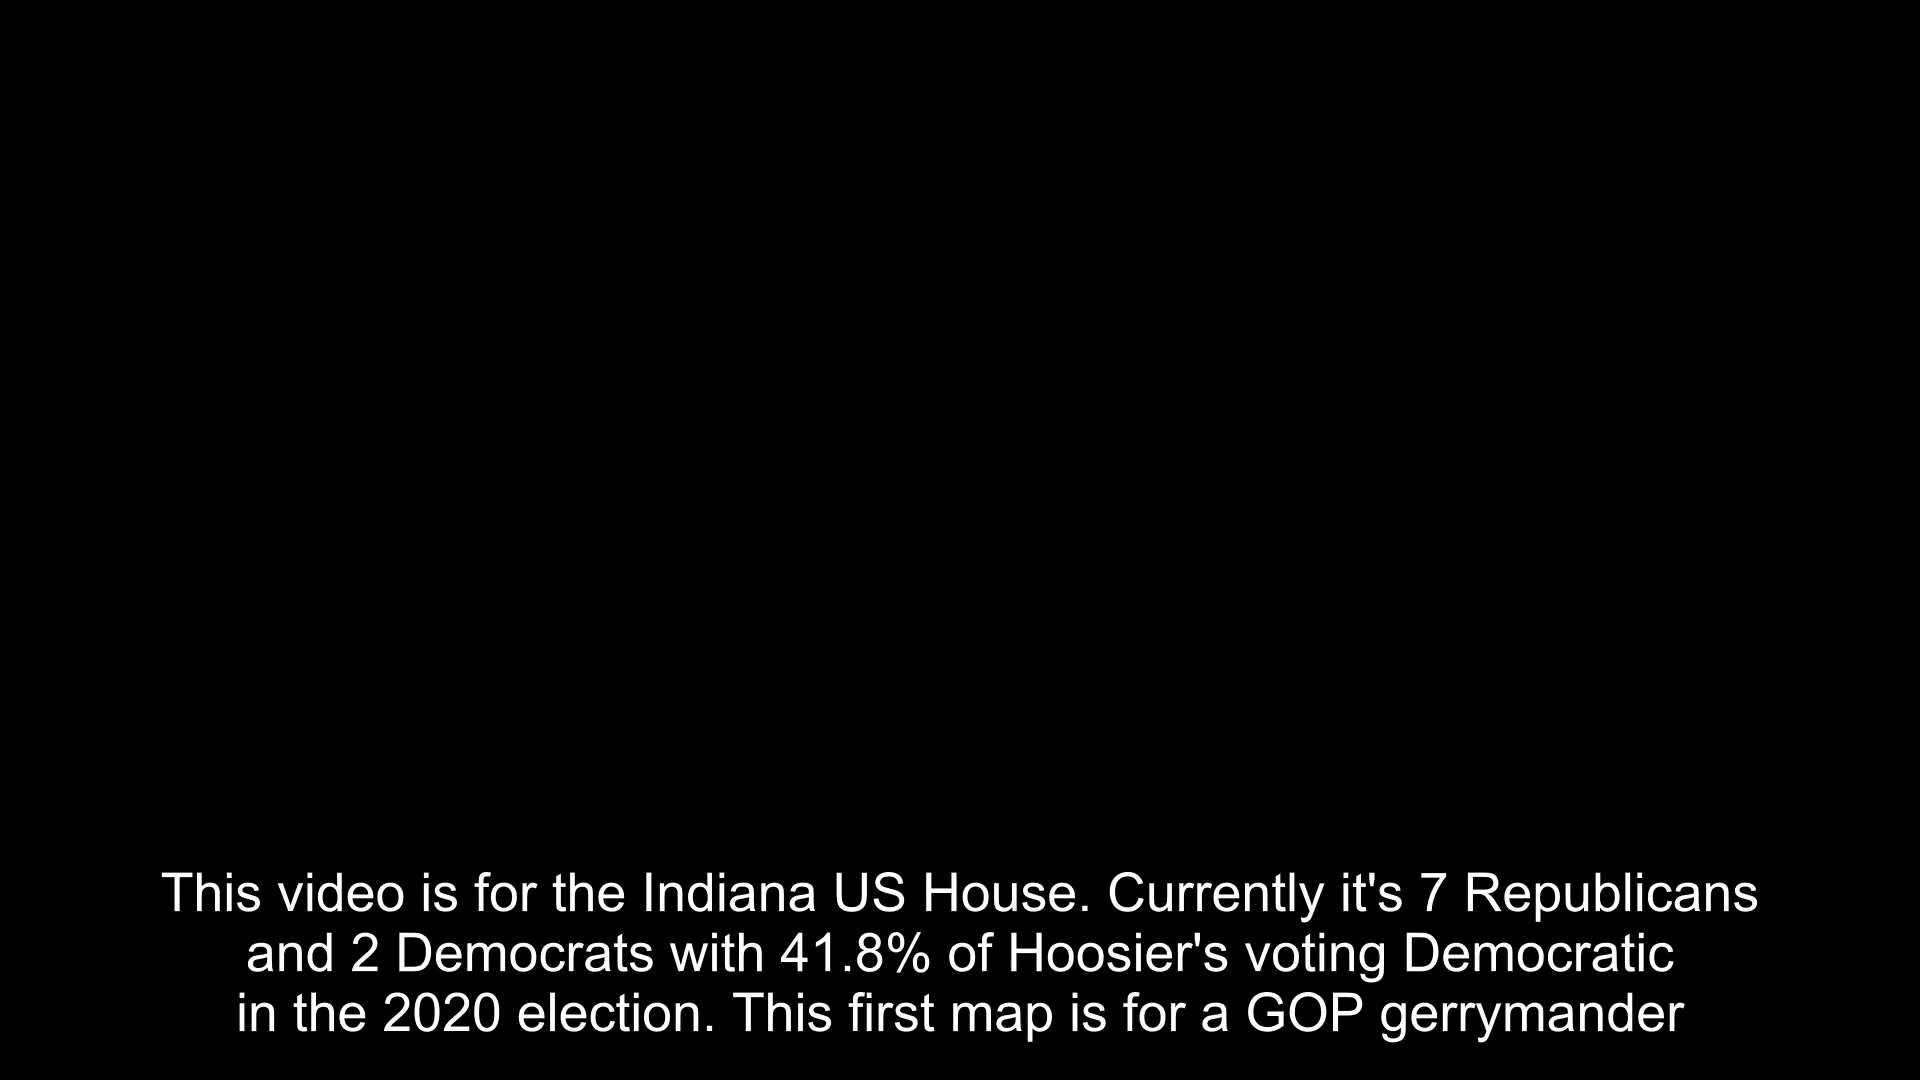 This video is for the Indiana US House. Currently it's 7 Republicans
and 2 Democrats with 41.8% of Hoosier's voting Democratic
in the 2020 election. This first map is for a GOP gerrymander